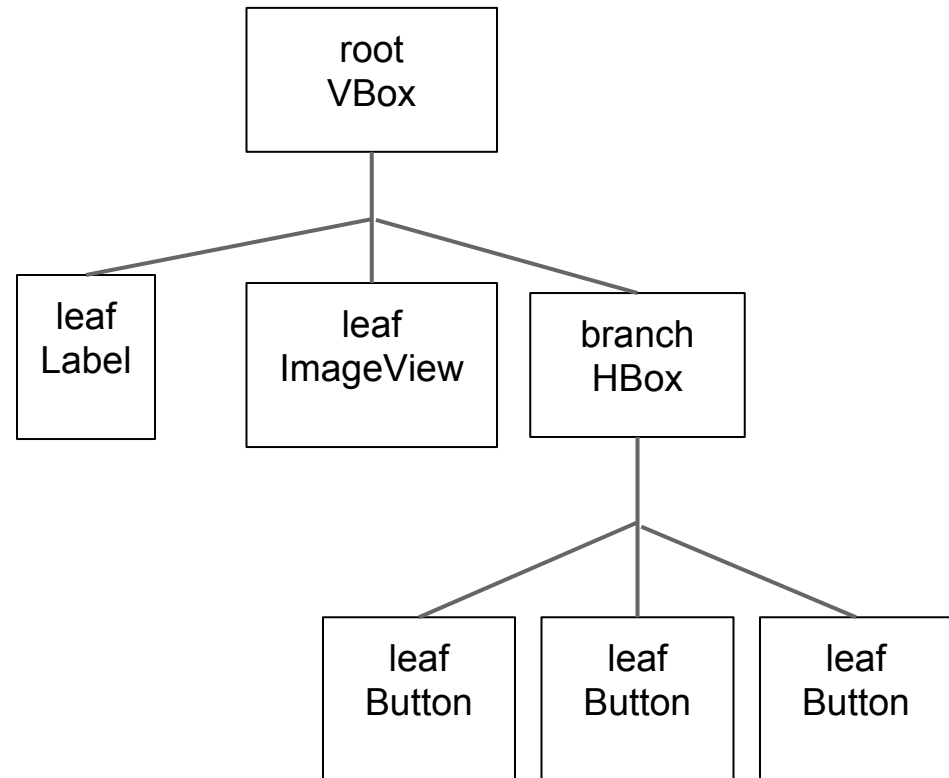 root
VBox
leaf
Label
leaf
ImageView
branch
HBox
leaf
Button
leaf
Button
leaf
Button